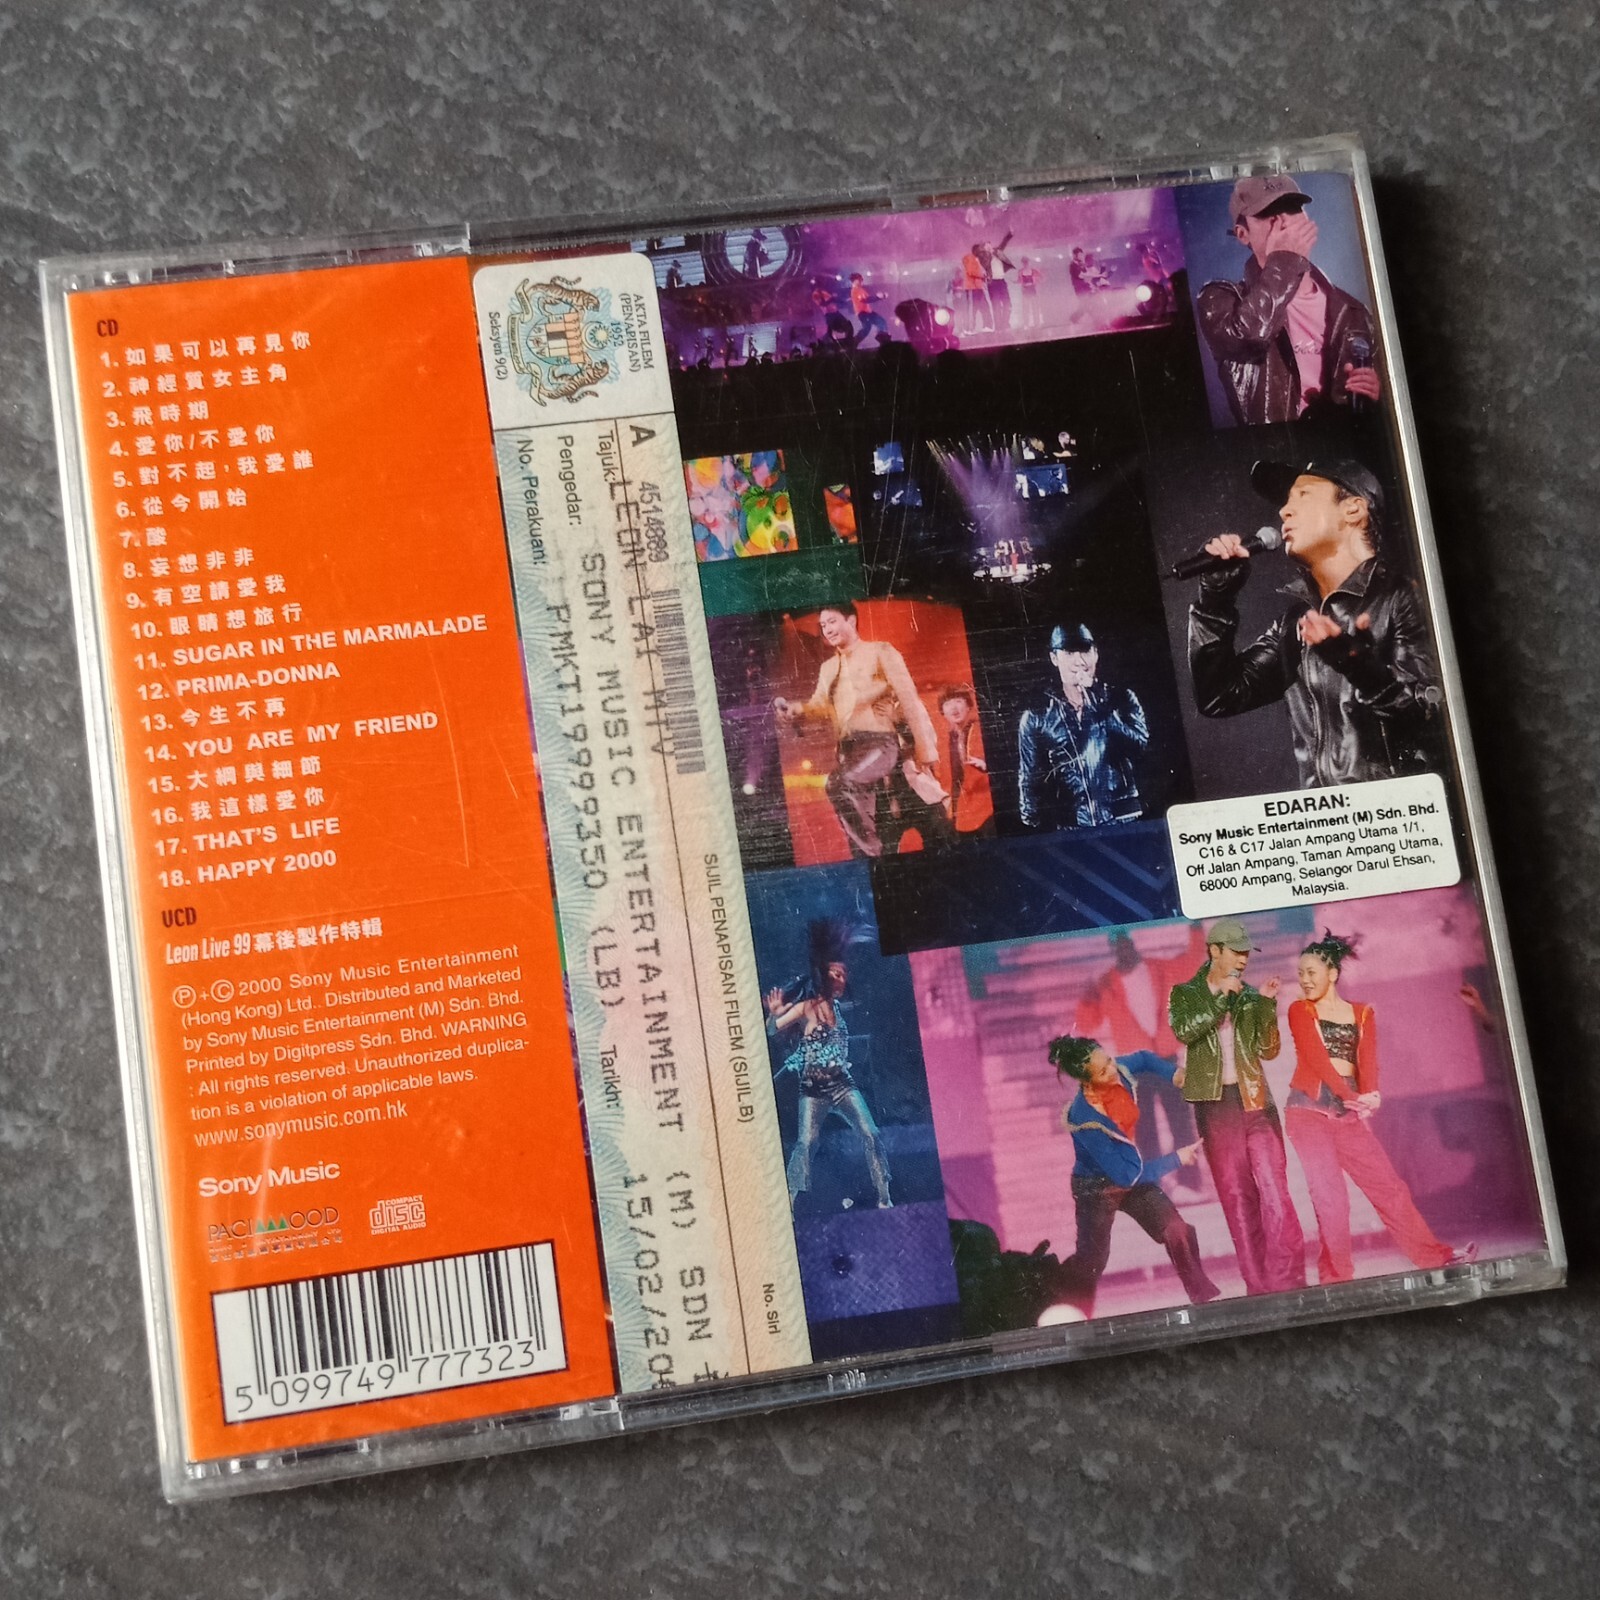 CD
1. 如果可以再見你
2. 神經質女主角
3. 飛時期
4. 愛你/不愛你
5. 對不起，我愛誰
6. 從今開始
7. 酸
8. 妄想非非
9. 有空請愛我
10. 眼睛想旅行
11. SUGAR IN THE MARMALADE
12. PRIMA-DONNA
13. 今生不再
14. YOU ARE MY FRIEND
15. 大綱與細節
16. 我這樣愛你
17. THAT'S LIFE
18. HAPPY 2000
VCD
Leon Live 99 幕後製作特輯
Ⓟ+Ⓒ 2000 Sony Music Entertainment
(Hong Kong) Ltd.. Distributed and Marketed
by Sony Music Entertainment (M) Sdn. Bhd.
Printed by Digitpress Sdn. Bhd. WARNING
: All rights reserved. Unauthorized duplica-
tion is a violation of applicable laws.
www.sonymusic.com.hk
Sony Music
PACIMOOD
COMPACT
disc
DIGITAL AUDIO
5 099749 777323
AKTA FILEM
(PENAPISAN)
1952
Seksyen 9(2)
A 4514889
Tajuk: LEON LAI MTV
Pengedar: SONY MUSIC ENTERTAINMENT (M) SDN
No. Perakuan: PMKT1999350 (LB) Tarikh: 15/02/20
SIJIL PENAPISAN FILEM (SIJIL B)
No. Siri
EDARAN:
Sony Music Entertainment (M) Sdn. Bhd.
C16 & C17 Jalan Ampang Utama 1/1,
Off Jalan Ampang, Taman Ampang Utama,
68000 Ampang, Selangor Darul Ehsan,
Malaysia.